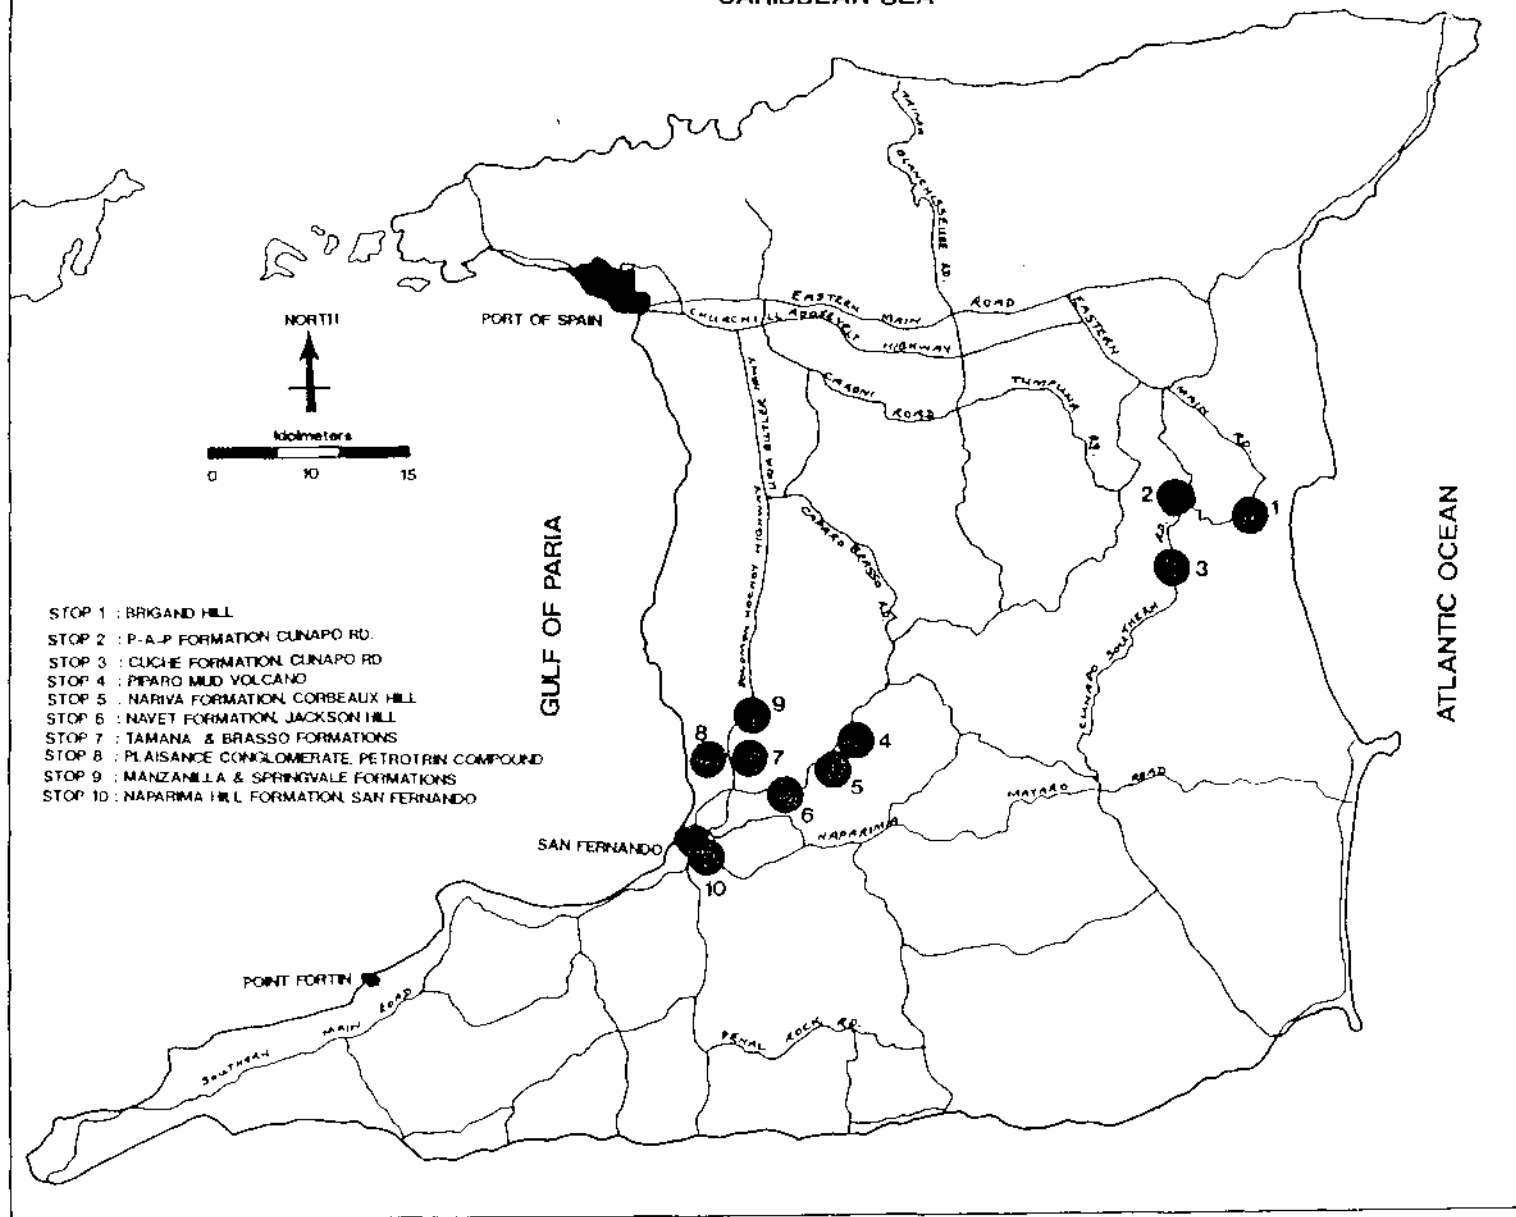 CARIBBEAN SEA
TRINIDAD
BLANCHISSEUSE RD.
NORTH
PORT OF SPAIN
EASTERN MAIN ROAD
CHURCHILL ROOSEVELT HIGHWAY
EASTERN MAIN RD.
kiolmeters
0 10 15
URIA BUTLER HWY
CARONI ROAD
TUMPUNA RD.
CAPARO BRASSO RD
SOLOMON HOCHOY HIGHWAY
GULF OF PARIA
ATLANTIC OCEAN
2
1
RD.
3
CUNAPO SOUTHERN
STOP 1 : BRIGAND HILL
STOP 2 : P-A-P FORMATION CUNAPO RD.
STOP 3 : CUCHE FORMATION, CUNAPO RD
STOP 4 : PIPARO MUD VOLCANO
STOP 5 : NARIVA FORMATION, CORBEAUX HILL
STOP 6 : NAVET FORMATION, JACKSON HILL
STOP 7 : TAMANA & BRASSO FORMATIONS
STOP 8 : PLAISANCE CONGLOMERATE, PETROTRIN COMPOUND
STOP 9 : MANZANILLA & SPRINGVALE FORMATIONS
STOP 10 : NAPARIMA HILL FORMATION, SAN FERNANDO
9
8
7
4
5
6
MAYARO ROAD
NAPARIMA
SAN FERNANDO
10
POINT FORTIN
SOUTHERN MAIN ROAD
PENAL ROCK RD.